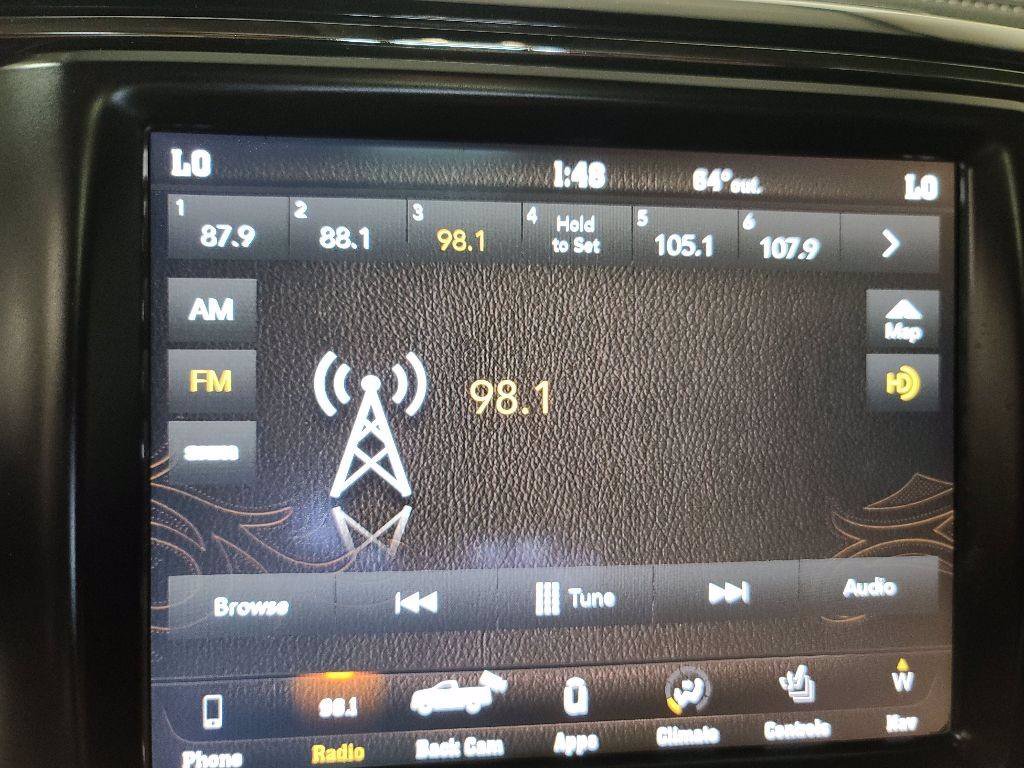 LO 1:48 64° out. LO
1 87.9 2 88.1 3 98.1 4 Hold to Set 5 105.1 6 107.9
AM
Map
FM
HD
98.1
Browse Tune Audio
98.1 W
Phone Radio Back Cam Apps Climate Controls Nav